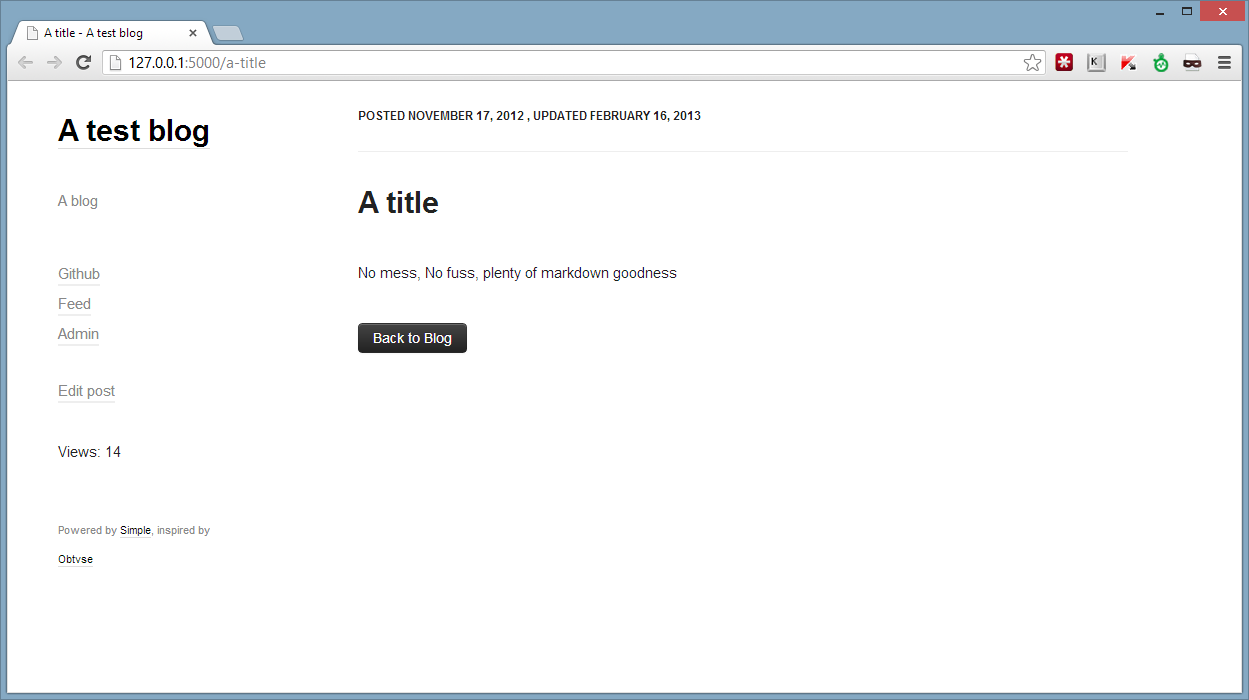 A title - A test blog
127.0.0.1:5000/a-title
A test blog
A blog
Github
Feed
Admin
Edit post
Views: 14
Powered by Simple, inspired by
Obtvse
POSTED NOVEMBER 17, 2012 , UPDATED FEBRUARY 16, 2013
A title
No mess, No fuss, plenty of markdown goodness
Back to Blog